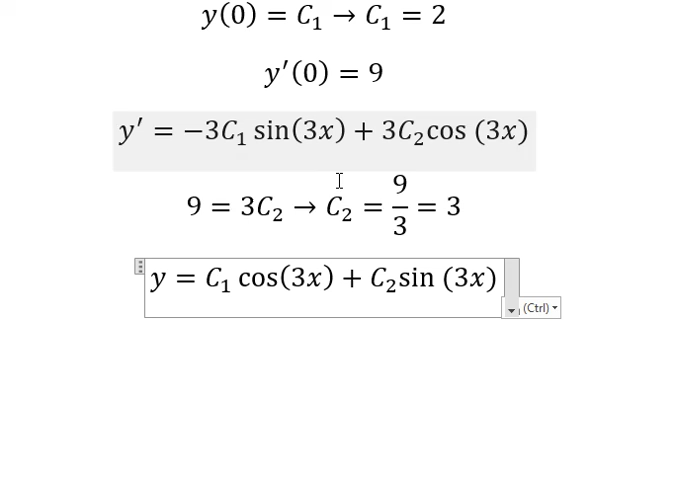 y(0) = C₁ → C₁ = 2
y′(0) = 9
y′ = −3C₁ sin(3x) + 3C₂cos (3x)
9 = 3C₂ → C₂ = 9/3 = 3
y = C₁ cos(3x) + C₂sin (3x)
(Ctrl)